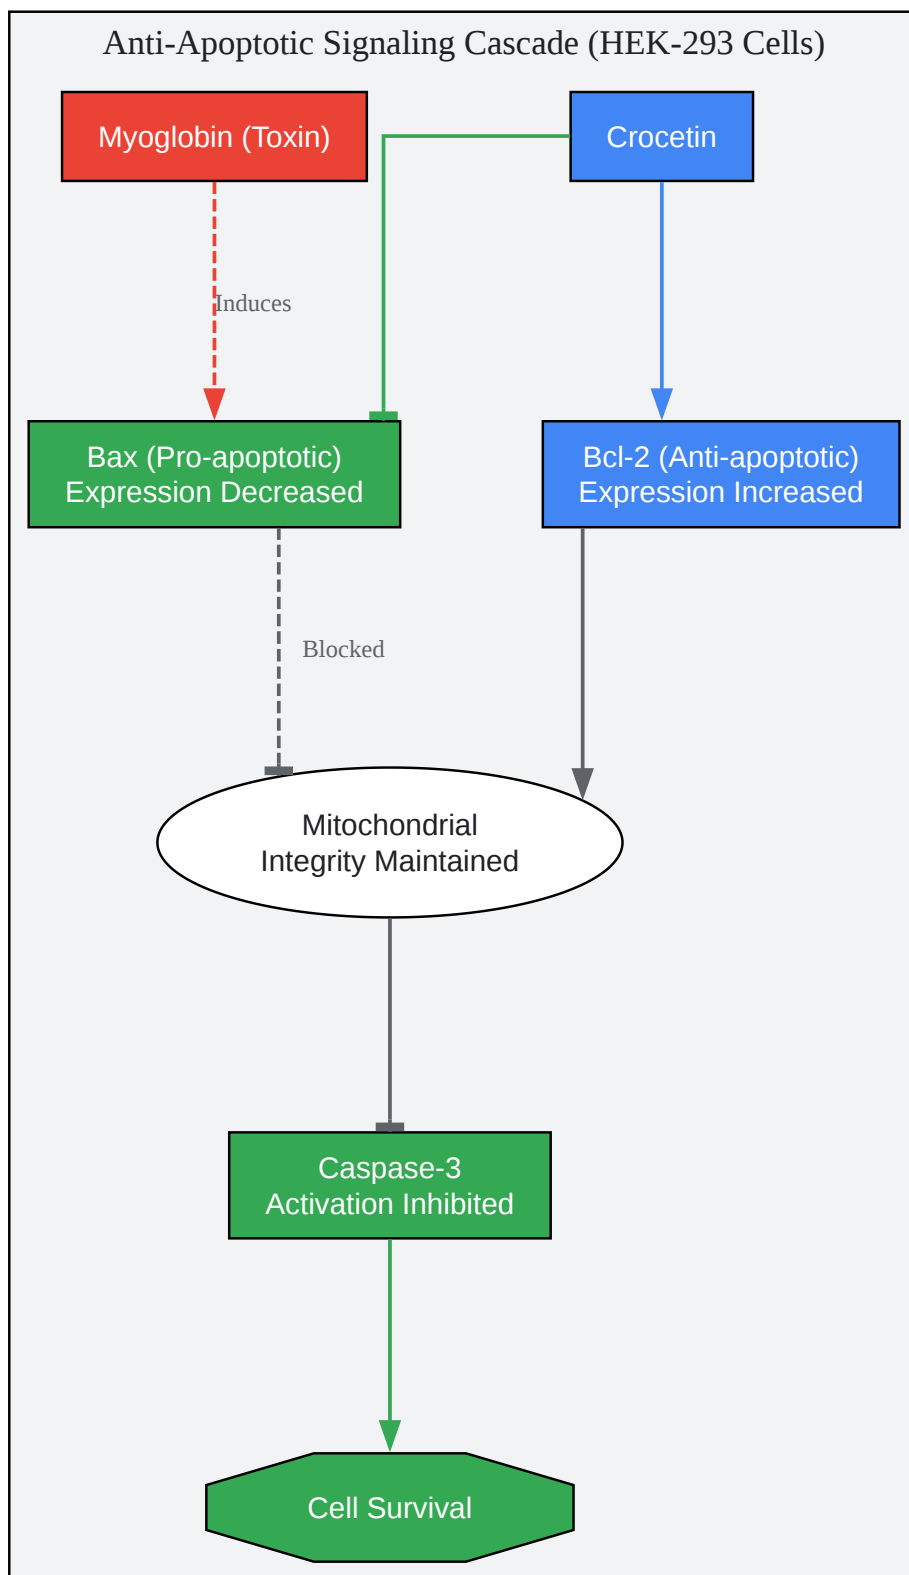 Anti-Apoptotic Signaling Cascade (HEK-293 Cells)
Myoglobin (Toxin)
Crocetin
Induces
Bax (Pro-apoptotic)
Expression Decreased
Bcl-2 (Anti-apoptotic)
Expression Increased
Blocked
Mitochondrial
Integrity Maintained
Caspase-3
Activation Inhibited
Cell Survival